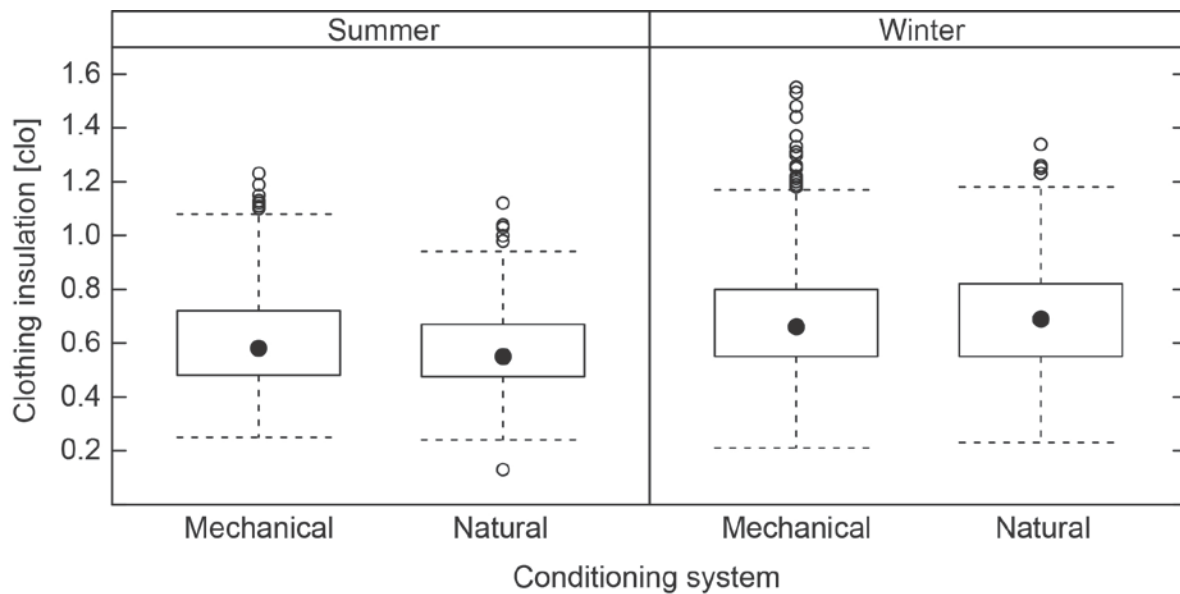 Summer Winter
Clothing insulation [clo]
1.6
1.4
1.2
1.0
0.8
0.6
0.4
0.2
Mechanical Natural Mechanical Natural
Conditioning system